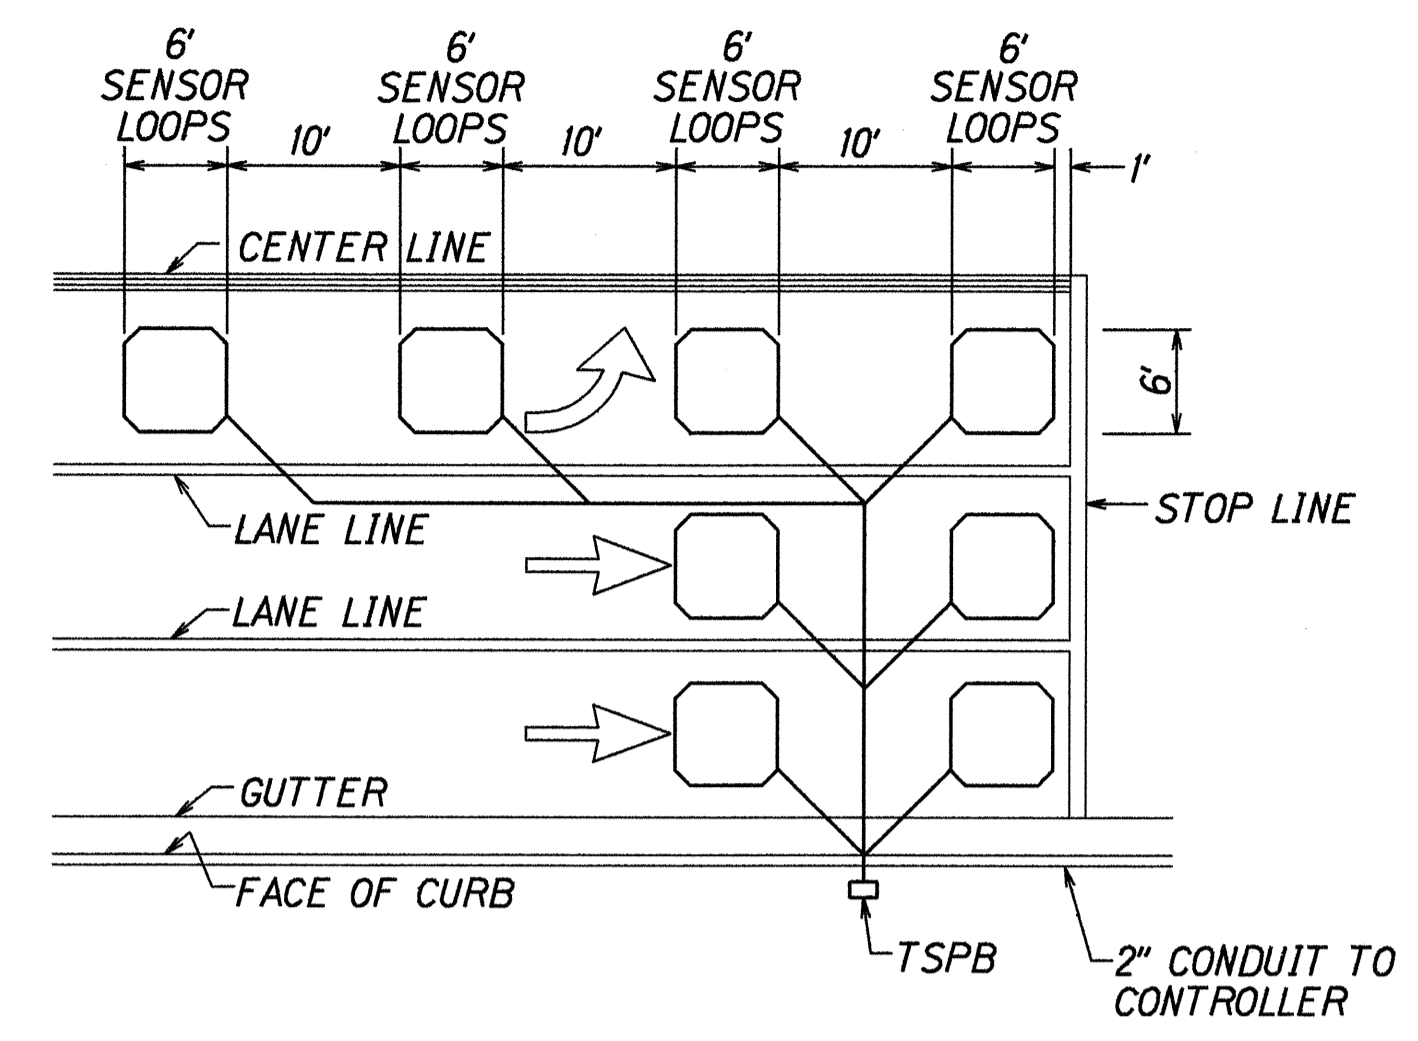 6'
SENSOR
LOOPS
6'
SENSOR
LOOPS
6'
SENSOR
LOOPS
6'
SENSOR
LOOPS
10'
10'
10'
1'
CENTER LINE
6'
LANE LINE
STOP LINE
LANE LINE
GUTTER
FACE OF CURB
TSPB
2" CONDUIT TO
CONTROLLER